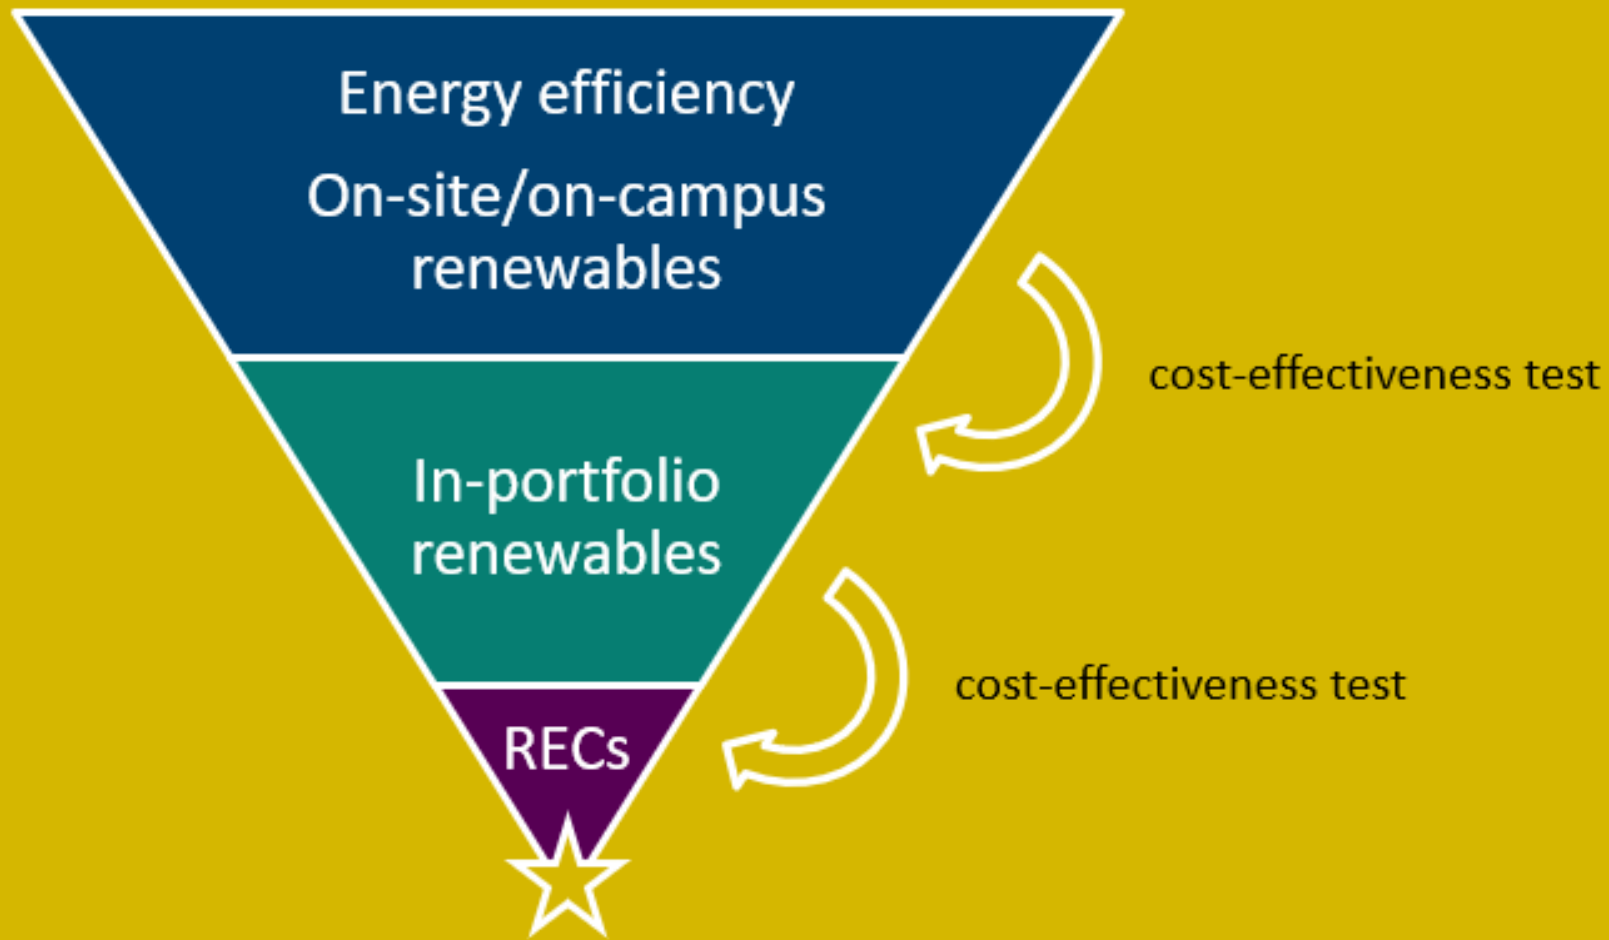 Energy efficiency
On-site/on-campus
renewables
cost-effectiveness test
In-portfolio
renewables
cost-effectiveness test
RECs